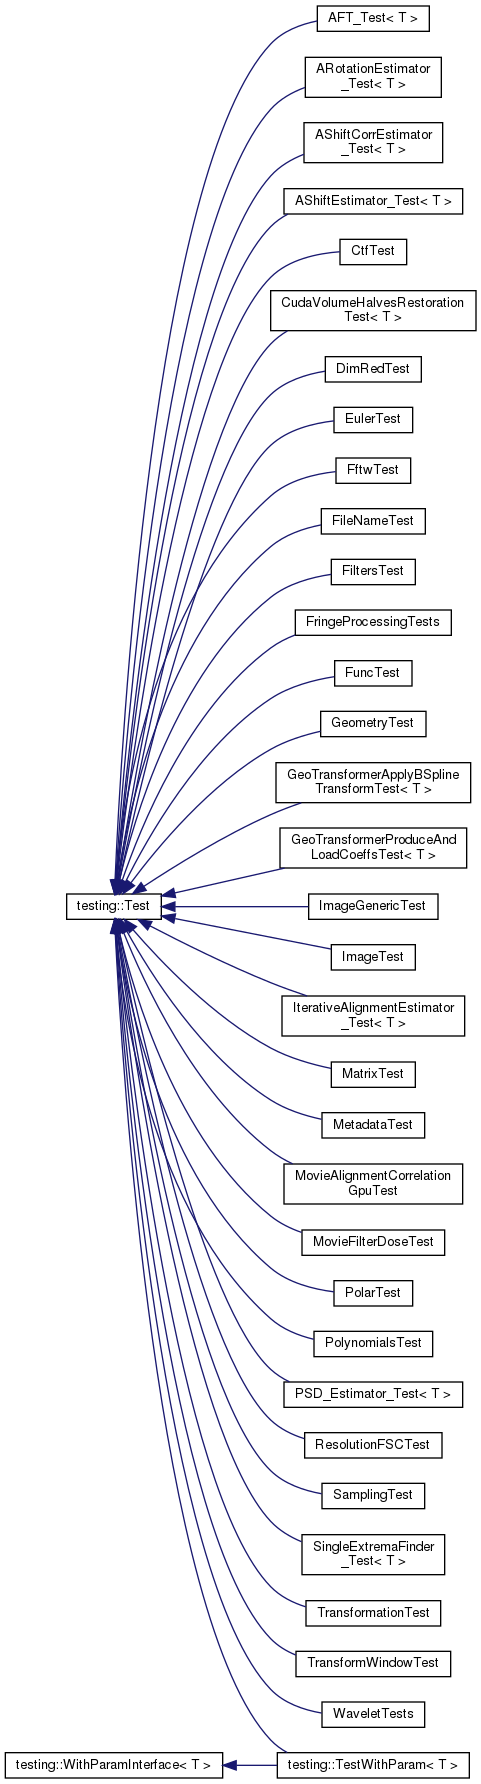 AFT_Test< T >
ARotationEstimator
_Test< T >
AShiftCorrEstimator
_Test< T >
AShiftEstimator_Test< T >
CtfTest
CudaVolumeHalvesRestoration
Test< T >
DimRedTest
EulerTest
FftwTest
FileNameTest
FiltersTest
FringeProcessingTests
FuncTest
GeometryTest
GeoTransformerApplyBSpline
TransformTest< T >
GeoTransformerProduceAnd
LoadCoeffsTest< T >
testing::Test
ImageGenericTest
ImageTest
IterativeAlignmentEstimator
_Test< T >
MatrixTest
MetadataTest
MovieAlignmentCorrelation
GpuTest
MovieFilterDoseTest
PolarTest
PolynomialsTest
PSD_Estimator_Test< T >
ResolutionFSCTest
SamplingTest
SingleExtremaFinder
_Test< T >
TransformationTest
TransformWindowTest
WaveletTests
testing::WithParamInterface< T >
testing::TestWithParam< T >